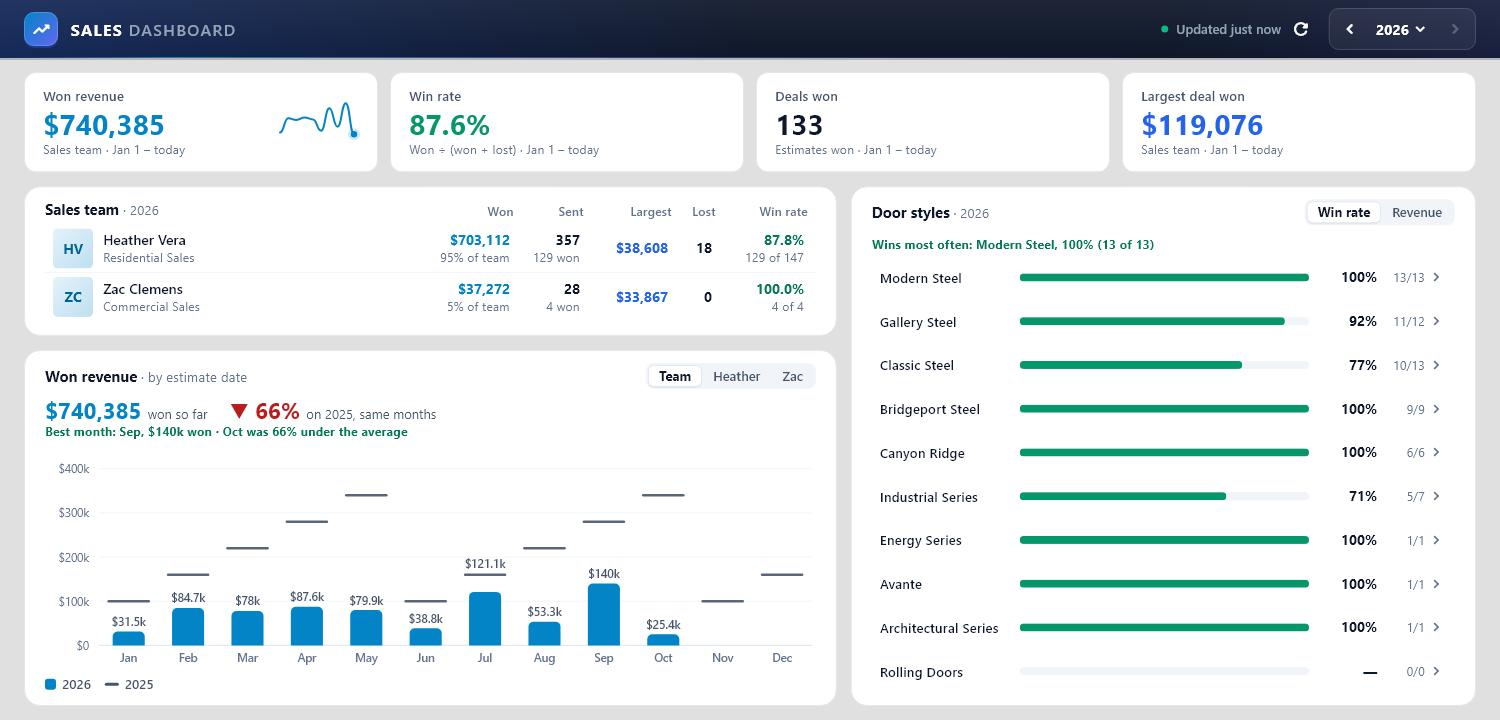 SALES DASHBOARD
Updated just now
2026
Won revenue
$740,385
Sales team · Jan 1 – today
Win rate
87.6%
Won ÷ (won + lost) · Jan 1 – today
Deals won
133
Estimates won · Jan 1 – today
Largest deal won
$119,076
Sales team · Jan 1 – today
Sales team · 2026
Won Sent Largest Lost Win rate
HV Heather Vera $703,112 357 $38,608 18 87.8%
Residential Sales 95% of team 129 won 129 of 147
ZC Zac Clemens $37,272 28 $33,867 0 100.0%
Commercial Sales 5% of team 4 won 4 of 4
Won revenue · by estimate date
Team Heather Zac
$740,385 won so far ▼ 66% on 2025, same months
Best month: Sep, $140k won · Oct was 66% under the average
$400k
$300k
$200k
$100k
$0
$31.5k
$84.7k
$78k
$87.6k
$79.9k
$38.8k
$121.1k
$53.3k
$140k
$25.4k
Jan Feb Mar Apr May Jun Jul Aug Sep Oct Nov Dec
2026 2025
Door styles · 2026
Win rate Revenue
Wins most often: Modern Steel, 100% (13 of 13)
Modern Steel 100% 13/13
Gallery Steel 92% 11/12
Classic Steel 77% 10/13
Bridgeport Steel 100% 9/9
Canyon Ridge 100% 6/6
Industrial Series 71% 5/7
Energy Series 100% 1/1
Avante 100% 1/1
Architectural Series 100% 1/1
Rolling Doors — 0/0